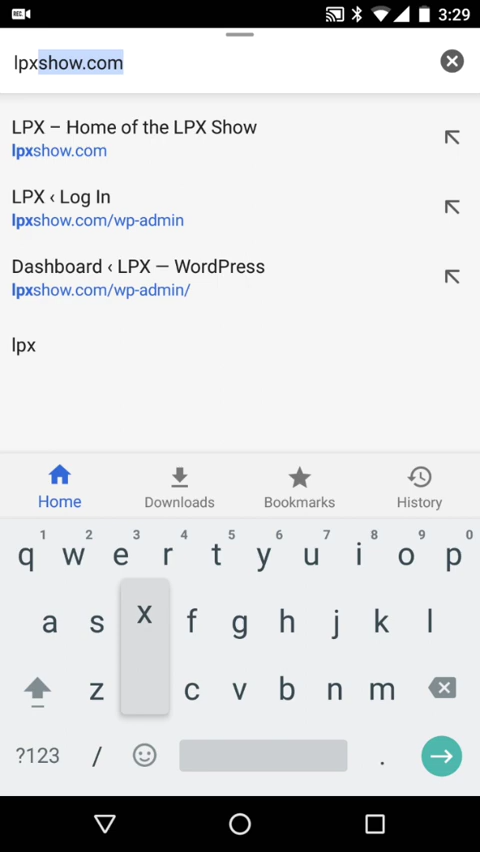 REC 3:29
lpxshow.com
LPX – Home of the LPX Show
lpxshow.com
LPX ‹ Log In
lpxshow.com/wp-admin
Dashboard ‹ LPX — WordPress
lpxshow.com/wp-admin/
lpx
Home Downloads Bookmarks History
1 2 3 4 5 6 7 8 9 0
q w e r t y u i o p
a s x f g h j k l
z c v b n m
?123 / .